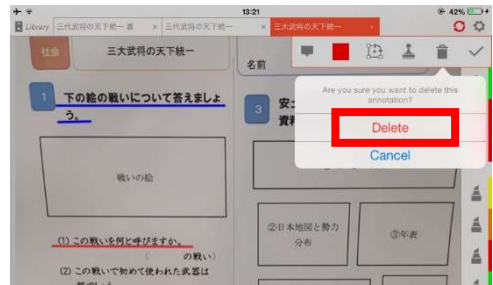 13:21
42%
Library
三代武将の天下統一 裏
三代武将の天下統一
三大武将の天下統一
社会
三大武将の天下統一
名前
1
下の絵の戦いについて答えましょ
う。
戦いの絵
(1) この戦いを何と呼びますか。
( の戦い)
(2) この戦いで初めて使われた武器は
3
安土
資料
Are you sure you want to delete this
annotation?
Delete
Cancel
②日本地図と勢力
分布
③年表